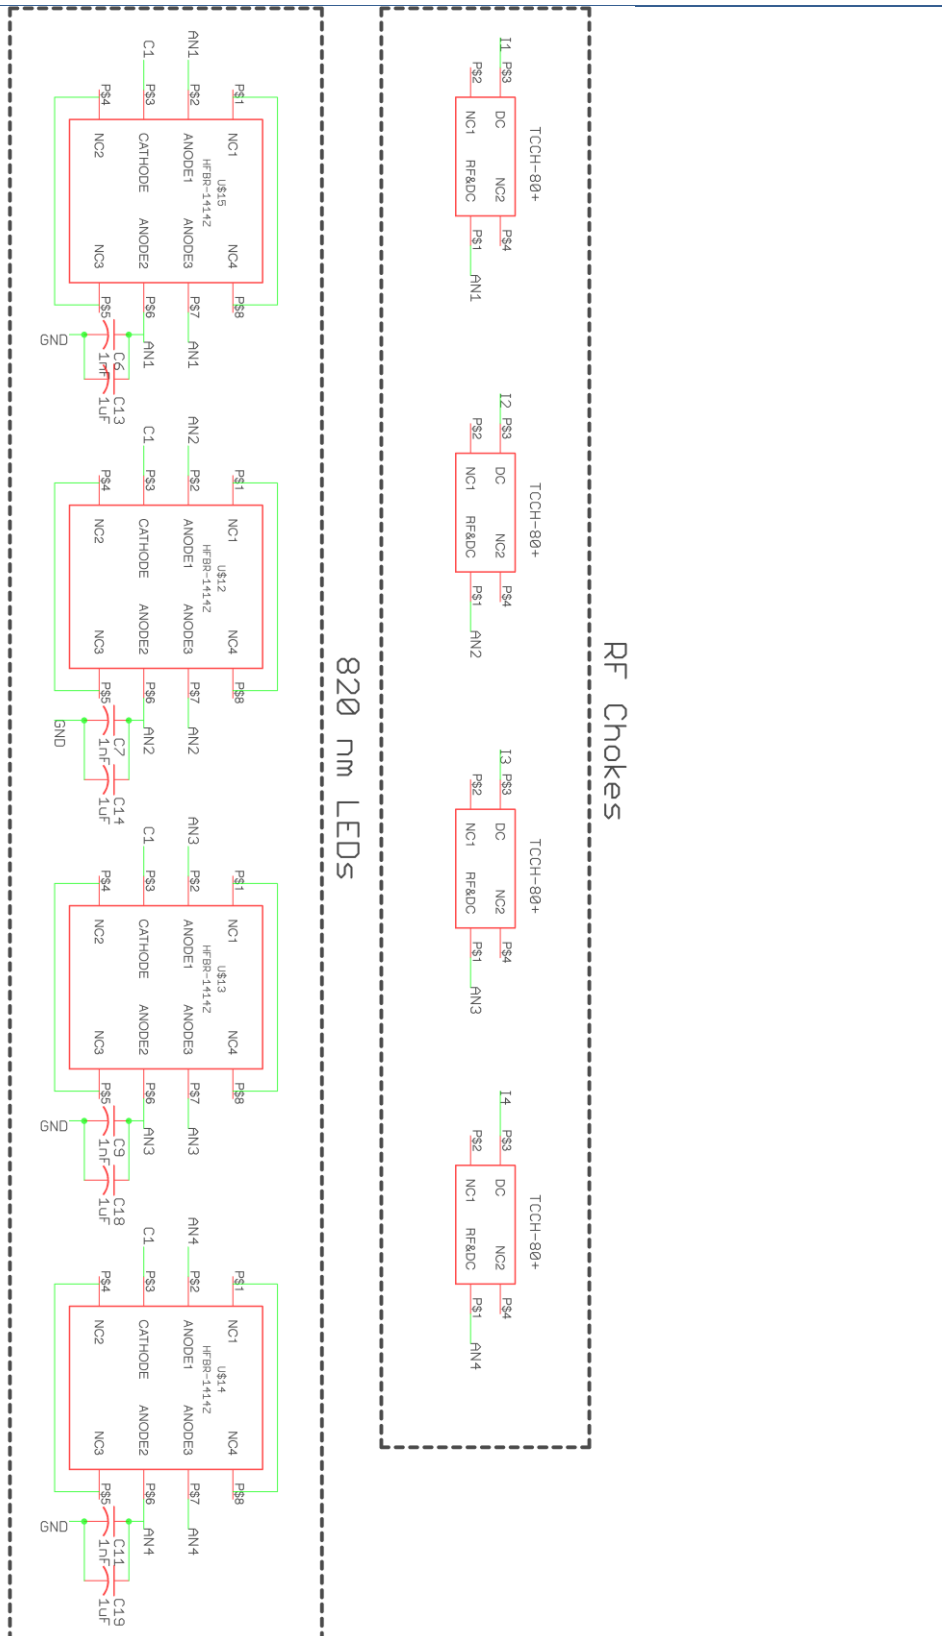 RF Chokes
TCCH-80+
I1
P$3
DC
NC2
P$4
P$2
NC1
RF&DC
P$1
AN1
TCCH-80+
I2
P$3
DC
NC2
P$4
P$2
NC1
RF&DC
P$1
AN2
TCCH-80+
I3
P$3
DC
NC2
P$4
P$2
NC1
RF&DC
P$1
AN3
TCCH-80+
I4
P$3
DC
NC2
P$4
P$2
NC1
RF&DC
P$1
AN4
820 nm LEDs
P$1
NC1
U$15
HFBR-1414Z
NC4
P$8
AN1
P$2
ANODE1
ANODE3
P$7
AN1
C1
P$3
CATHODE
ANODE2
P$6
AN1
P$4
NC2
NC3
P$5
C6
1nF
C13
1uF
GND
P$1
NC1
U$12
HFBR-1414Z
NC4
P$8
AN2
P$2
ANODE1
ANODE3
P$7
AN2
C1
P$3
CATHODE
ANODE2
P$6
AN2
P$4
NC2
NC3
P$5
C7
1nF
C14
1uF
GND
P$1
NC1
U$13
HFBR-1414Z
NC4
P$8
AN3
P$2
ANODE1
ANODE3
P$7
AN3
C1
P$3
CATHODE
ANODE2
P$6
AN3
P$4
NC2
NC3
P$5
C9
1nF
C18
1uF
GND
P$1
NC1
U$14
HFBR-1414Z
NC4
P$8
AN4
P$2
ANODE1
ANODE3
P$7
AN4
C1
P$3
CATHODE
ANODE2
P$6
AN4
P$4
NC2
NC3
P$5
C11
1nF
C19
1uF
GND